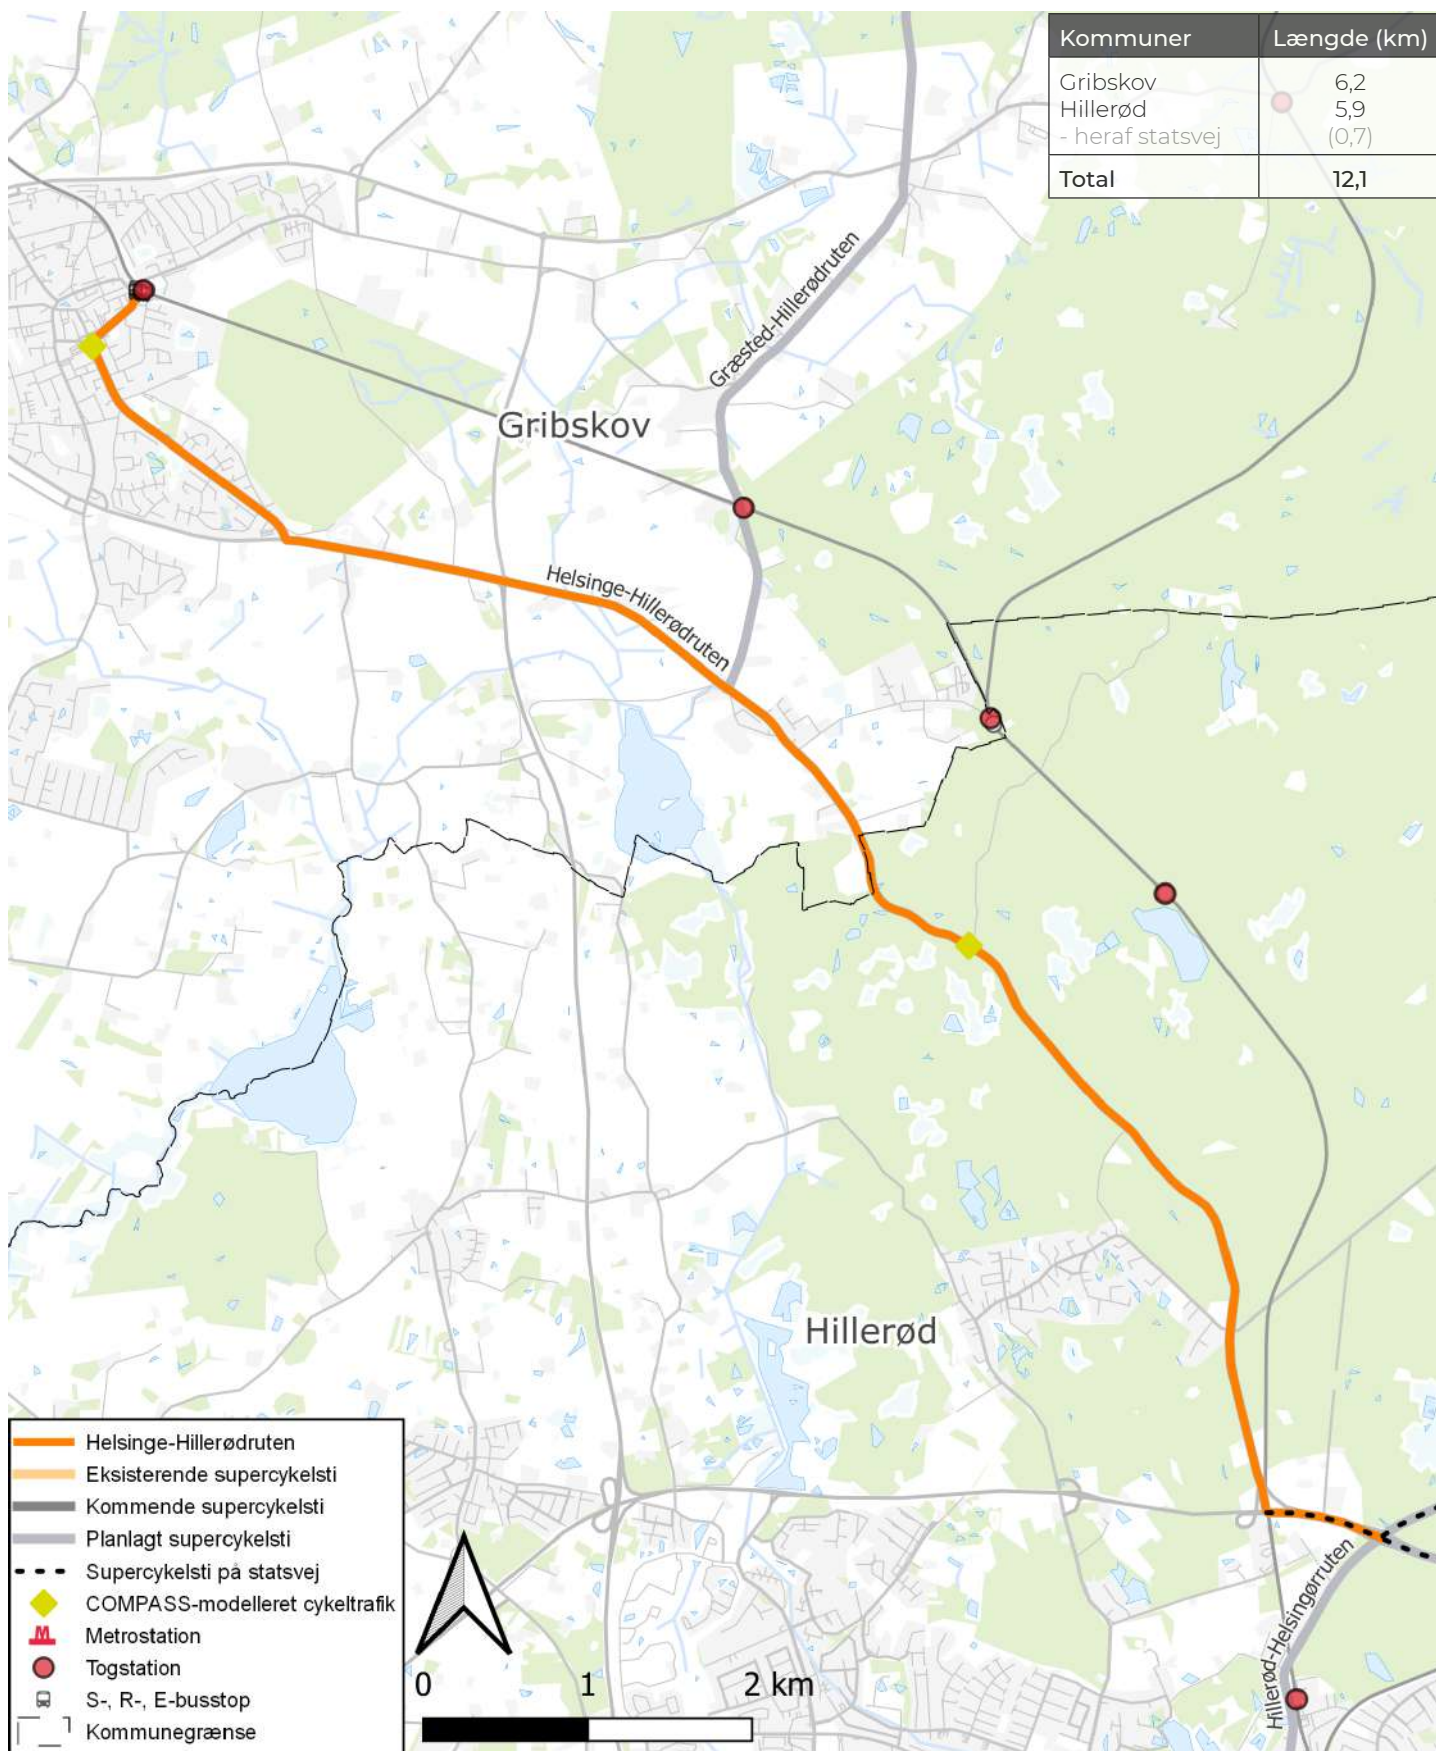 Kommuner Længde (km)
Gribskov 6,2
Hillerød 5,9
- heraf statsvej (0,7)
Total 12,1
Græsted-Hillerødruten
Gribskov
Helsinge-Hillerødruten
Hillerød
Hillerød-Helsingørruten
Helsinge-Hillerødruten
Eksisterende supercykelsti
Kommende supercykelsti
Planlagt supercykelsti
Supercykelsti på statsvej
COMPASS-modelleret cykeltrafik
M Metrostation
Togstation
S-, R-, E-busstop
Kommunegrænse
0 1 2 km